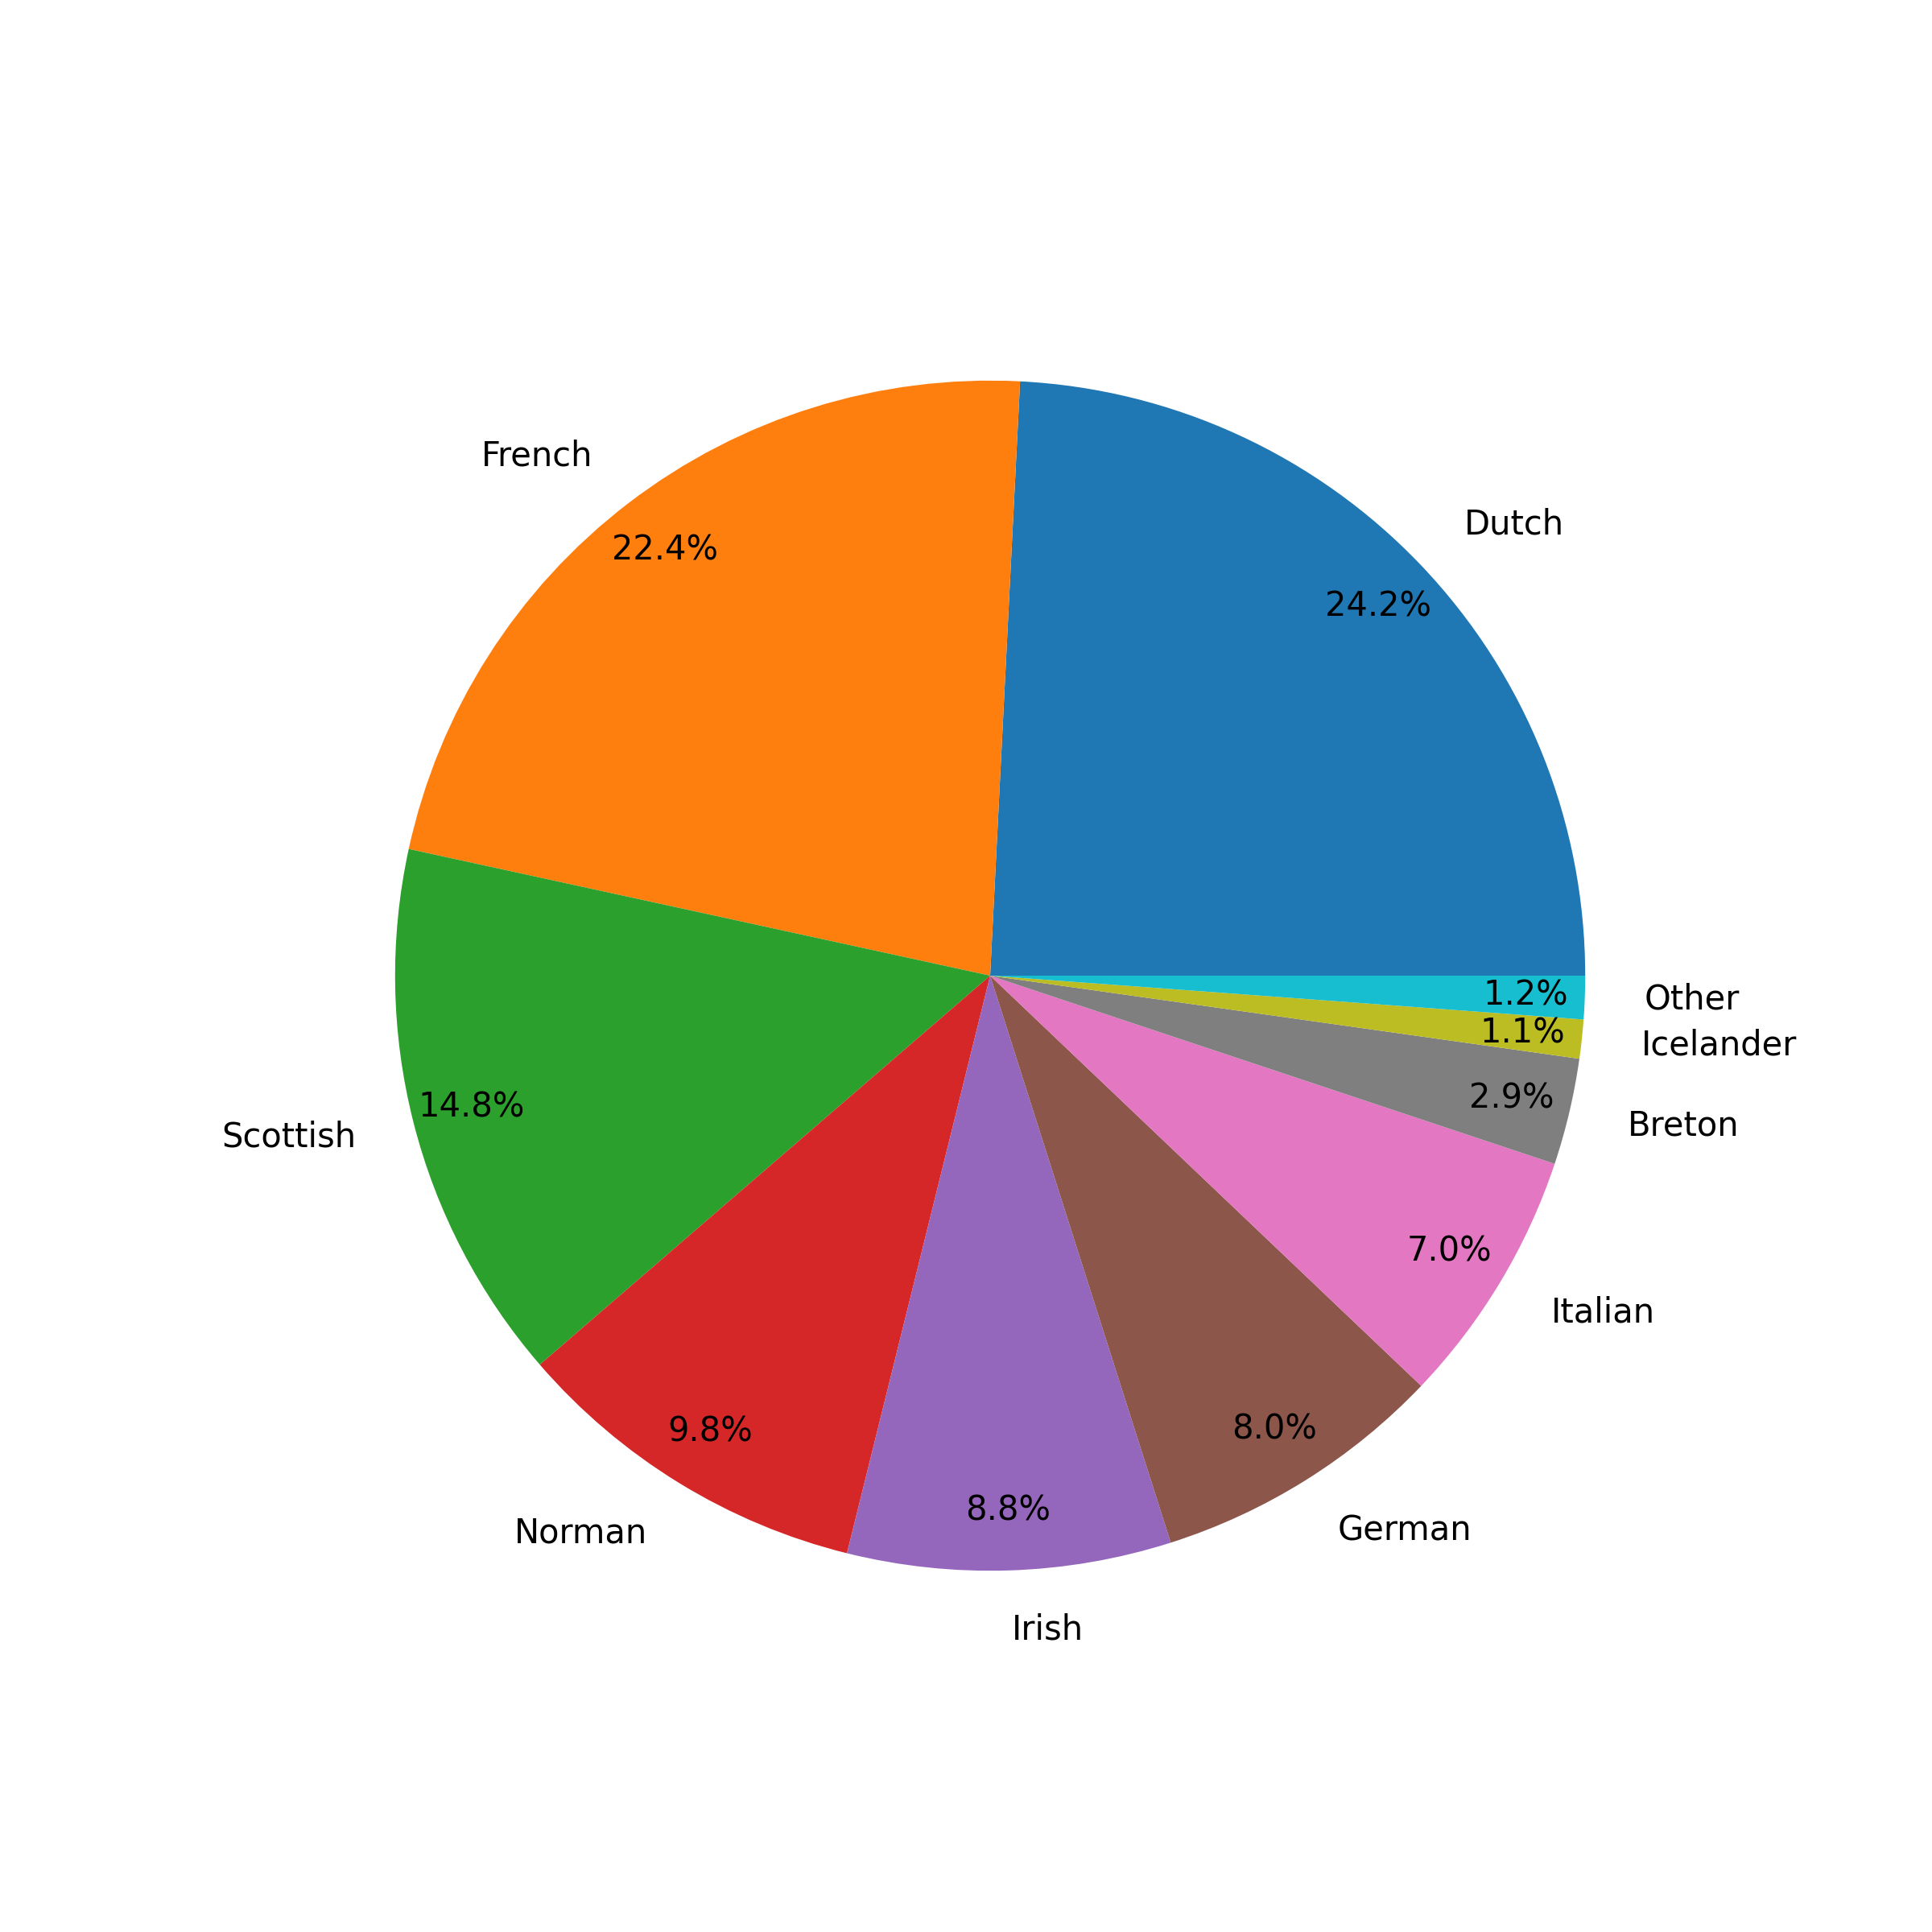 French
Dutch
22.4%
24.2%
1.2%
Other
1.1%
Icelander
2.9%
Breton
14.8%
Scottish
7.0%
Italian
9.8%
8.0%
Norman
German
8.8%
Irish